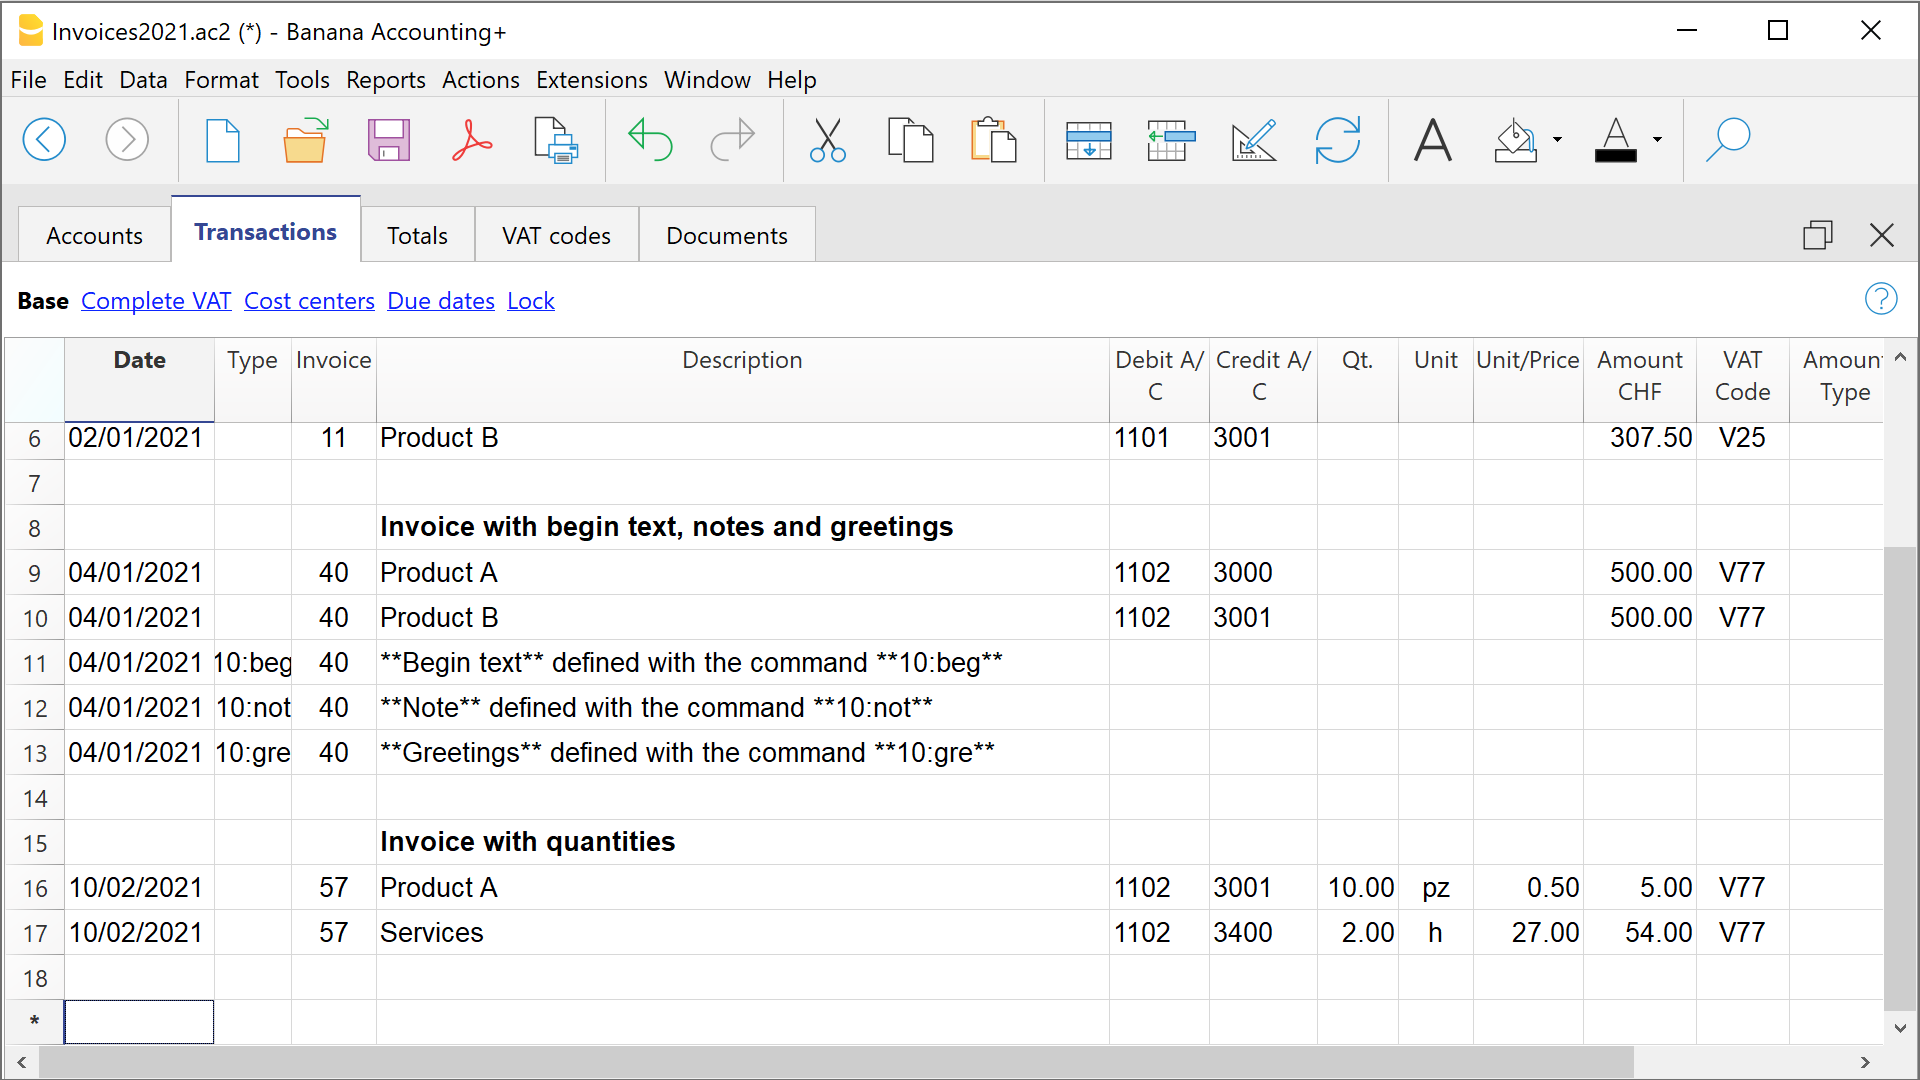 Invoices2021.ac2 (*) - Banana Accounting+
File Edit Data Format Tools Reports Actions Extensions Window Help
Accounts Transactions Totals VAT codes Documents
Base Complete VAT Cost centers Due dates Lock
Date Type Invoice Description Debit A/C Credit A/C Qt. Unit Unit/Price Amount CHF VAT Code Amoun Type
6 02/01/2021 11 Product B 1101 3001 307.50 V25
7
8 Invoice with begin text, notes and greetings
9 04/01/2021 40 Product A 1102 3000 500.00 V77
10 04/01/2021 40 Product B 1102 3001 500.00 V77
11 04/01/2021 10:beg 40 **Begin text** defined with the command **10:beg**
12 04/01/2021 10:not 40 **Note** defined with the command **10:not**
13 04/01/2021 10:gre 40 **Greetings** defined with the command **10:gre**
14
15 Invoice with quantities
16 10/02/2021 57 Product A 1102 3001 10.00 pz 0.50 5.00 V77
17 10/02/2021 57 Services 1102 3400 2.00 h 27.00 54.00 V77
18
*